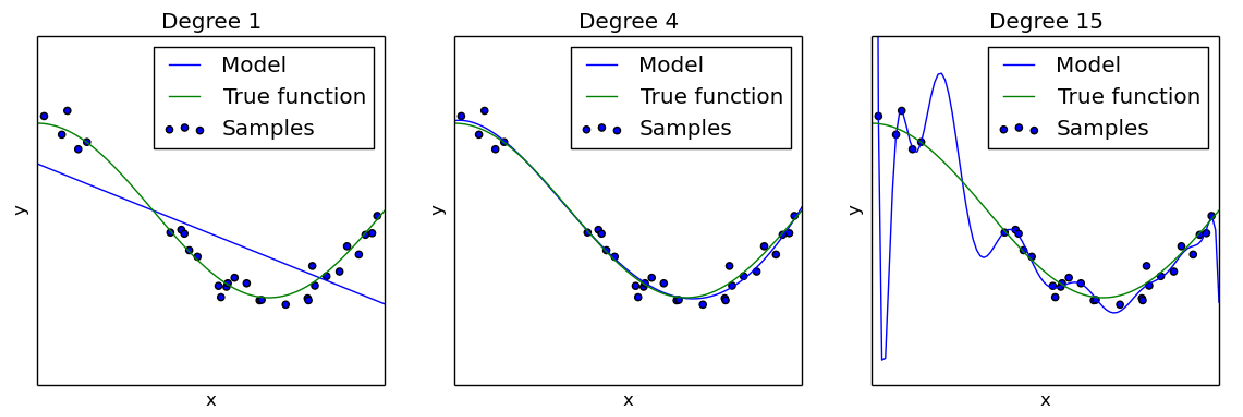 Degree 1
Model
True function
Samples
y
x
Degree 4
Model
True function
Samples
y
x
Degree 15
Model
True function
Samples
y
x